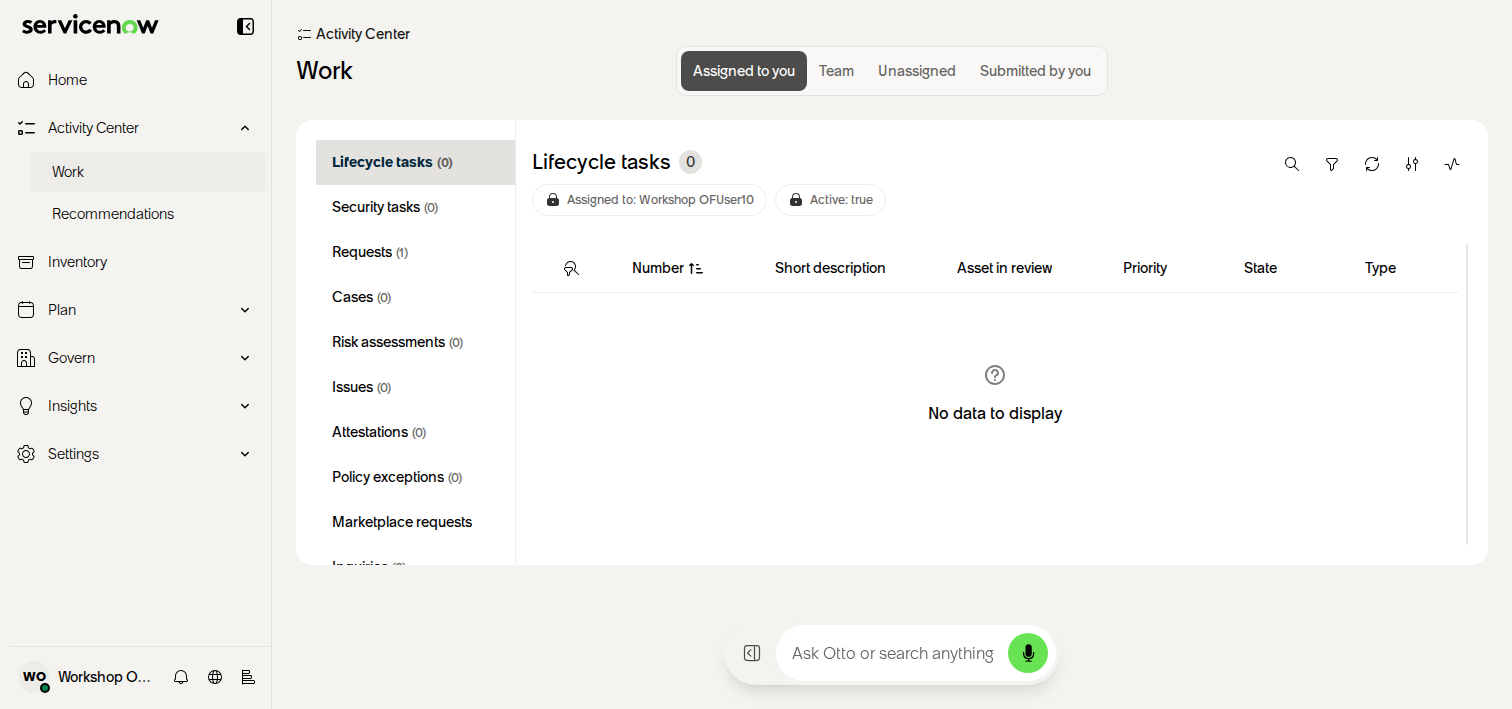 servicenow
Home
Activity Center
Work
Recommendations
Inventory
Plan
Govern
Insights
Settings
WO
Workshop O...
Activity Center
Work
Assigned to you
Team
Unassigned
Submitted by you
Lifecycle tasks (0)
Security tasks (0)
Requests (1)
Cases (0)
Risk assessments (0)
Issues (0)
Attestations (0)
Policy exceptions (0)
Marketplace requests
Lifecycle tasks 0
Assigned to: Workshop OFUser10
Active: true
Number
Short description
Asset in review
Priority
State
Type
No data to display
Ask Otto or search anything